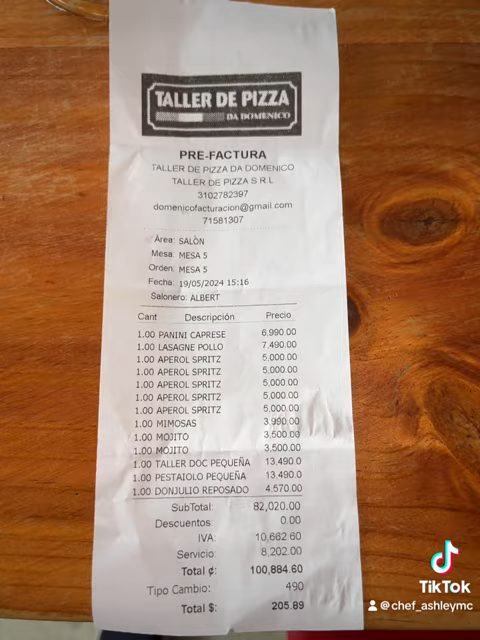 TALLER DE PIZZA
DA DOMENICO
PRE-FACTURA
TALLER DE PIZZA DA DOMENICO
TALLER DE PIZZA S.R.L
3102782397
domenicofacturacion@gmail.com
71581307
Área: SALÓN
Mesa: MESA 5
Orden: MESA 5
Fecha: 19/05/2024 15:16
Salonero: ALBERT
Cant Descripción Precio
1.00 PANINI CAPRESE 6,990.00
1.00 LASAGNE POLLO 7,490.00
1.00 APEROL SPRITZ 5,000.00
1.00 APEROL SPRITZ 5,000.00
1.00 APEROL SPRITZ 5,000.00
1.00 APEROL SPRITZ 5,000.00
1.00 APEROL SPRITZ 5,000.00
1.00 MIMOSAS 3,990.00
1.00 MOJITO 3,500.00
1.00 MOJITO 3,500.00
1.00 TALLER DOC PEQUEÑA 13,490.0
1.00 PESTAIOLO PEQUEÑA 13,490.0
1.00 DONJULIO REPOSADO 4,570.00
SubTotal: 82,020.00
Descuentos: 0.00
IVA: 10,662.60
Servicio: 8,202.00
Total ¢: 100,884.60
Tipo Cambio: 490
Total $: 205.89
TikTok
@chef_ashleymc